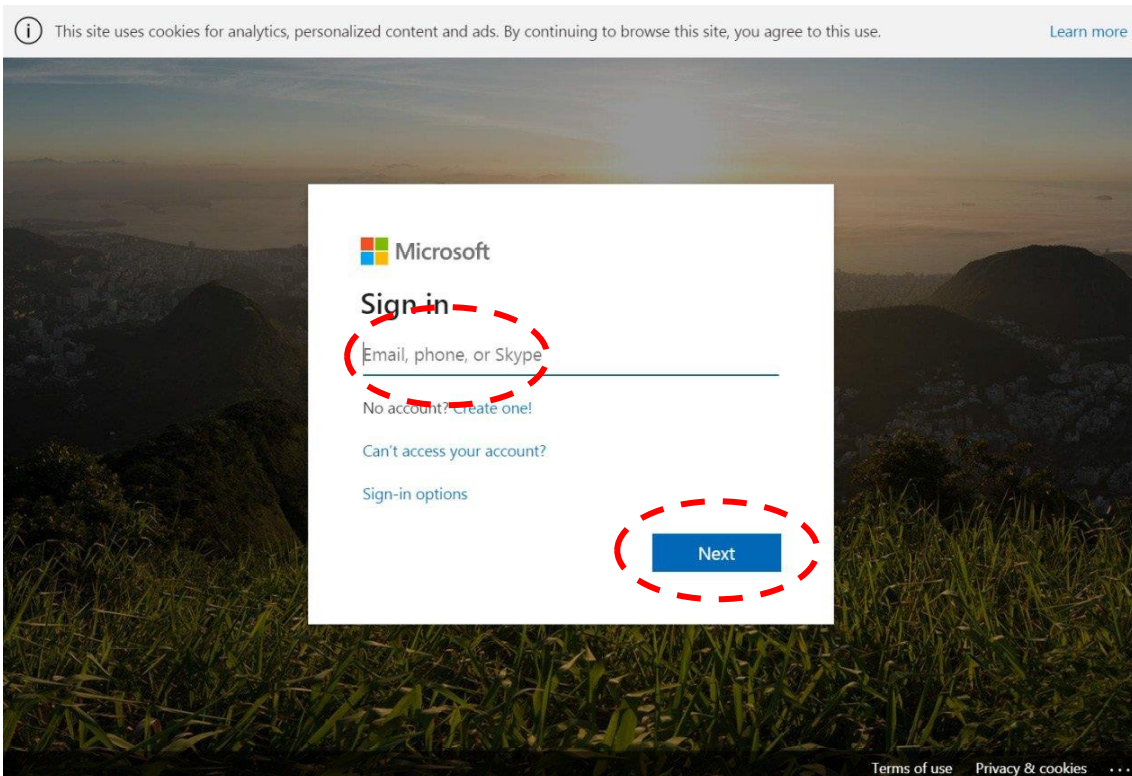 This site uses cookies for analytics, personalized content and ads. By continuing to browse this site, you agree to this use. Learn more
Microsoft
Sign in
Email, phone, or Skype
No account? Create one!
Can't access your account?
Sign-in options
Next
Terms of use Privacy & cookies ...